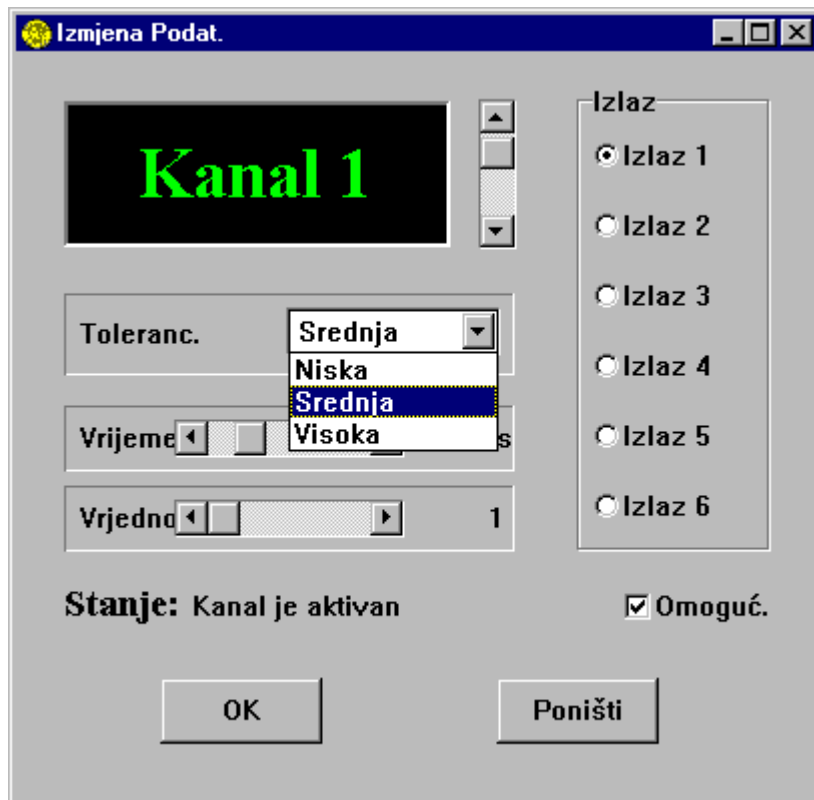 Izmjena Podat.
Kanal 1
Izlaz
Izlaz 1
Izlaz 2
Izlaz 3
Izlaz 4
Izlaz 5
Izlaz 6
Toleranc.
Srednja
Niska
Srednja
Visoka
Vrijeme
s
Vrjedno
1
Stanje: Kanal je aktivan
Omoguć.
OK
Poništi